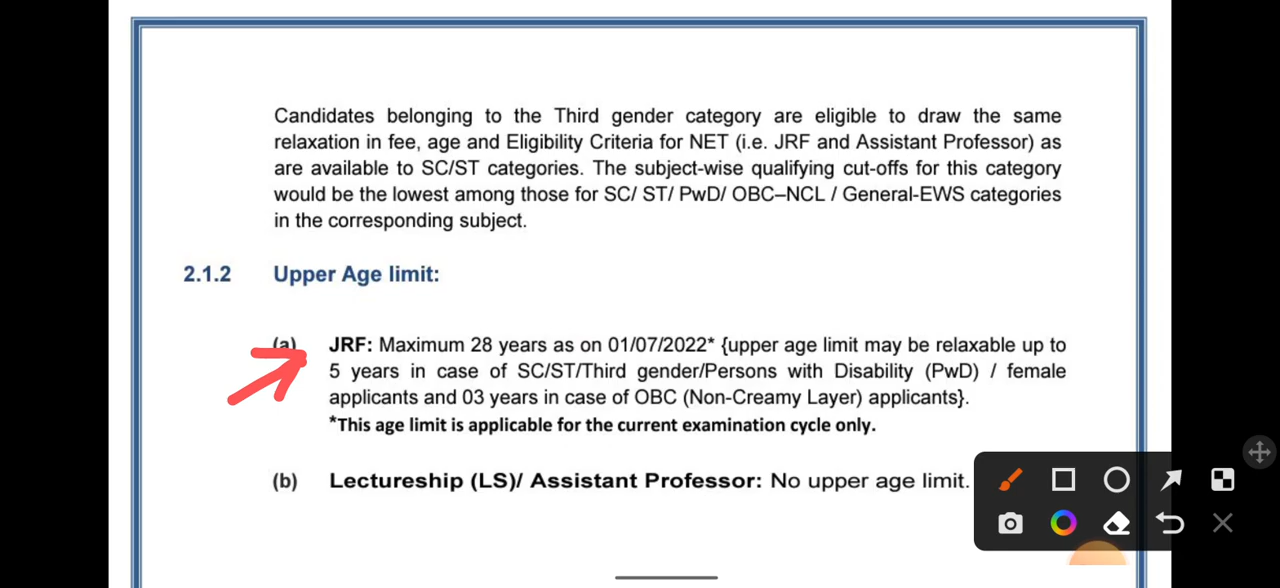 Candidates belonging to the Third gender category are eligible to draw the same
relaxation in fee, age and Eligibility Criteria for NET (i.e. JRF and Assistant Professor) as
are available to SC/ST categories. The subject-wise qualifying cut-offs for this category
would be the lowest among those for SC/ ST/ PwD/ OBC–NCL / General-EWS categories
in the corresponding subject.
2.1.2 Upper Age limit:
(a) JRF: Maximum 28 years as on 01/07/2022* {upper age limit may be relaxable up to
5 years in case of SC/ST/Third gender/Persons with Disability (PwD) / female
applicants and 03 years in case of OBC (Non-Creamy Layer) applicants}.
*This age limit is applicable for the current examination cycle only.
(b) Lectureship (LS)/ Assistant Professor: No upper age limit.